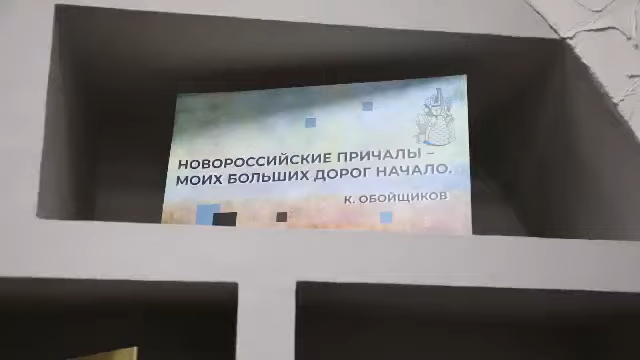 НОВОРОССИЙСКИЕ ПРИЧАЛЫ –
МОИХ БОЛЬШИХ ДОРОГ НАЧАЛО.
К. ОБОЙЩИКОВ